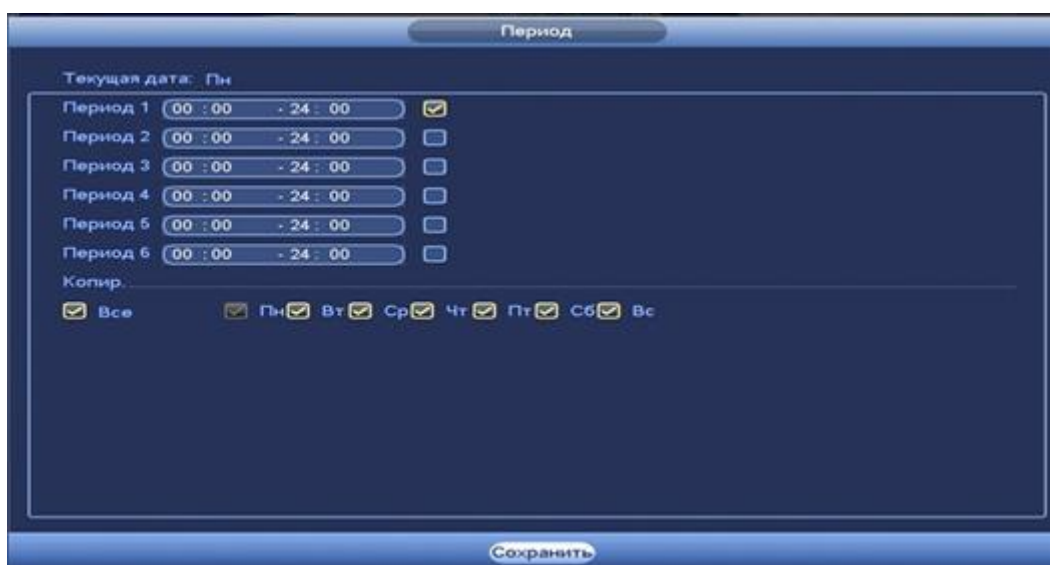 Период
Текущая дата: Пн
Период 1 00 : 00 - 24 : 00
Период 2 00 : 00 - 24 : 00
Период 3 00 : 00 - 24 : 00
Период 4 00 : 00 - 24 : 00
Период 5 00 : 00 - 24 : 00
Период 6 00 : 00 - 24 : 00
Копир.
Все Пн Вт Ср Чт Пт Сб Вс
Сохранить